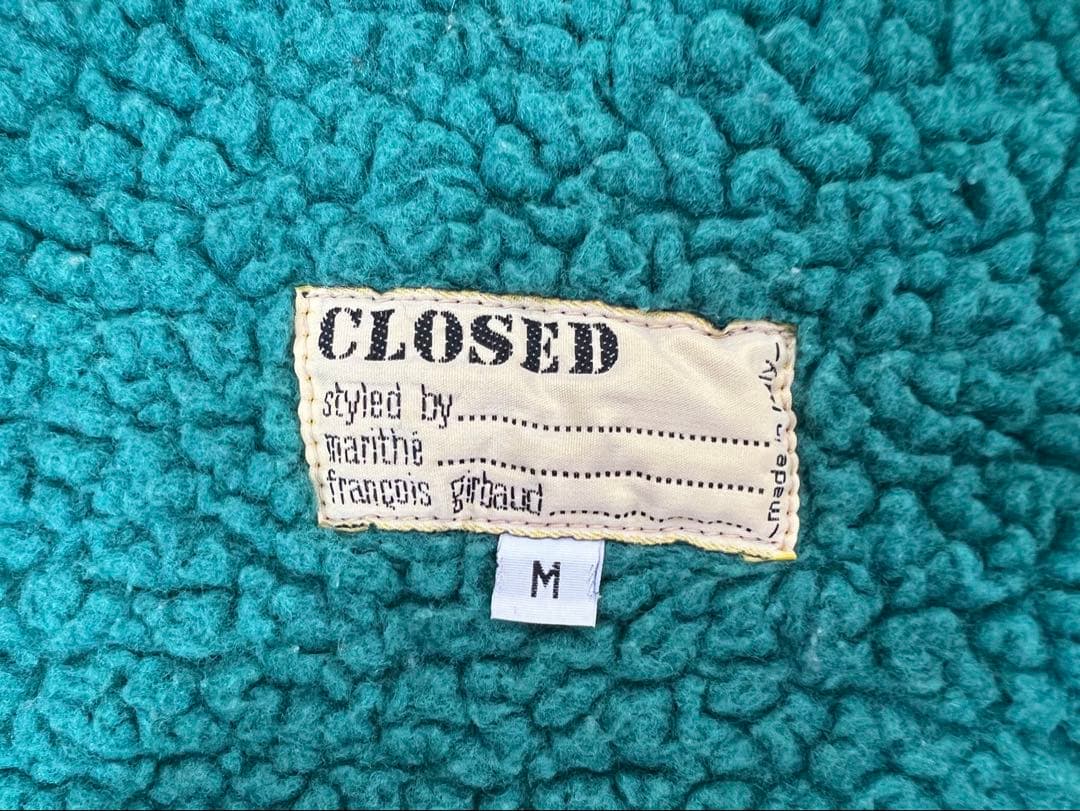 CLOSED
styled by
marithé
françois girbaud
made in italy
M